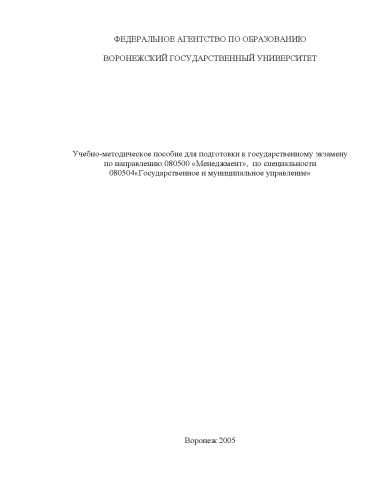 ФЕДЕРАЛЬНОЕ АГЕНТСТВО ПО ОБРАЗОВАНИЮ
ВОРОНЕЖСКИЙ ГОСУДАРСТВЕННЫЙ УНИВЕРСИТЕТ
Учебно-методическое пособие для подготовки к государственному экзамену
по направлению 080500 «Менеджмент», по специальности
080504«Государственное и муниципальное управление»
Воронеж 2005